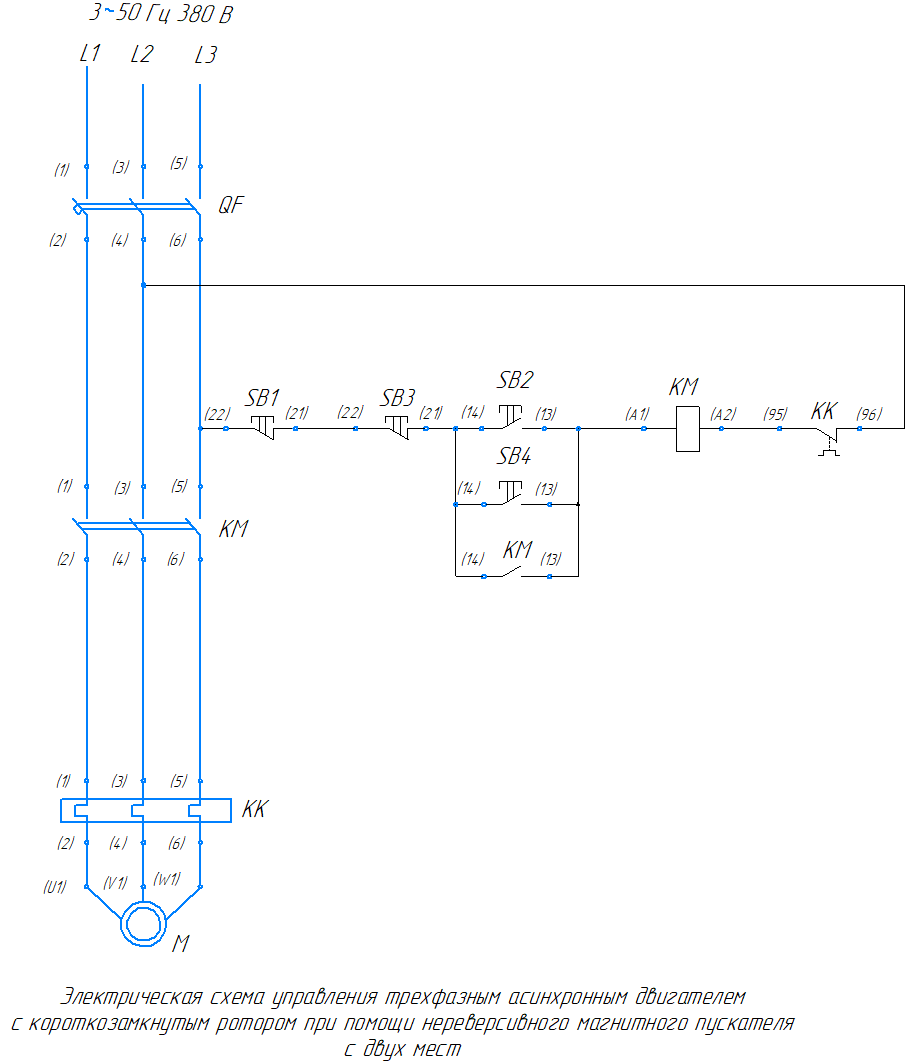 3~50 Гц 380 В
L1 L2 L3
(1) (3) (5)
QF
(2) (4) (6)
SB1 SB3 SB2 KM KK
(22) (21) (22) (21) (14) (13) (A1) (A2) (95) (96)
SB4
(1) (3) (5) (14) (13)
KM
(2) (4) (6) (14) KM (13)
(1) (3) (5)
KK
(2) (4) (6)
(U1) (V1) (W1)
M
Электрическая схема управления трехфазным асинхронным двигателем
с короткозамкнутым ротором при помощи нереверсивного магнитного пускателя
с двух мест